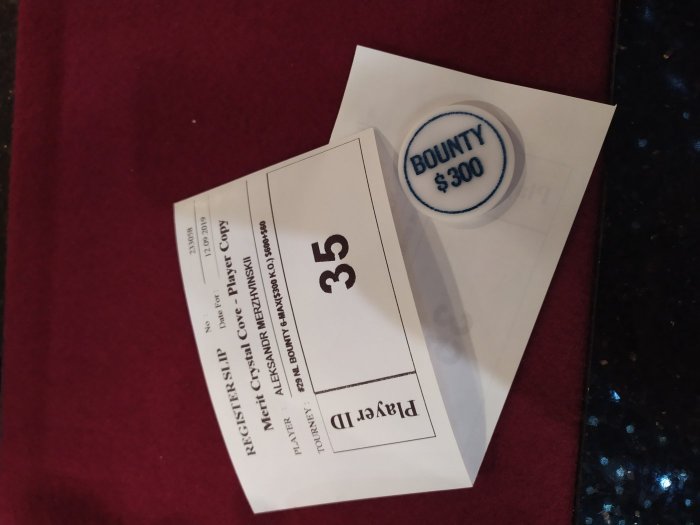 REGISTER SLIP
No : 233058
Date For : 12.09.2019
Merit Crystal Cove - Player Copy
PLAYER : ALEKSANDR MERZHVINSKII
TOURNEY : #29 NL BOUNTY 6-MAX($300 K.O.) $600+$60
Player ID
35
BOUNTY
$300